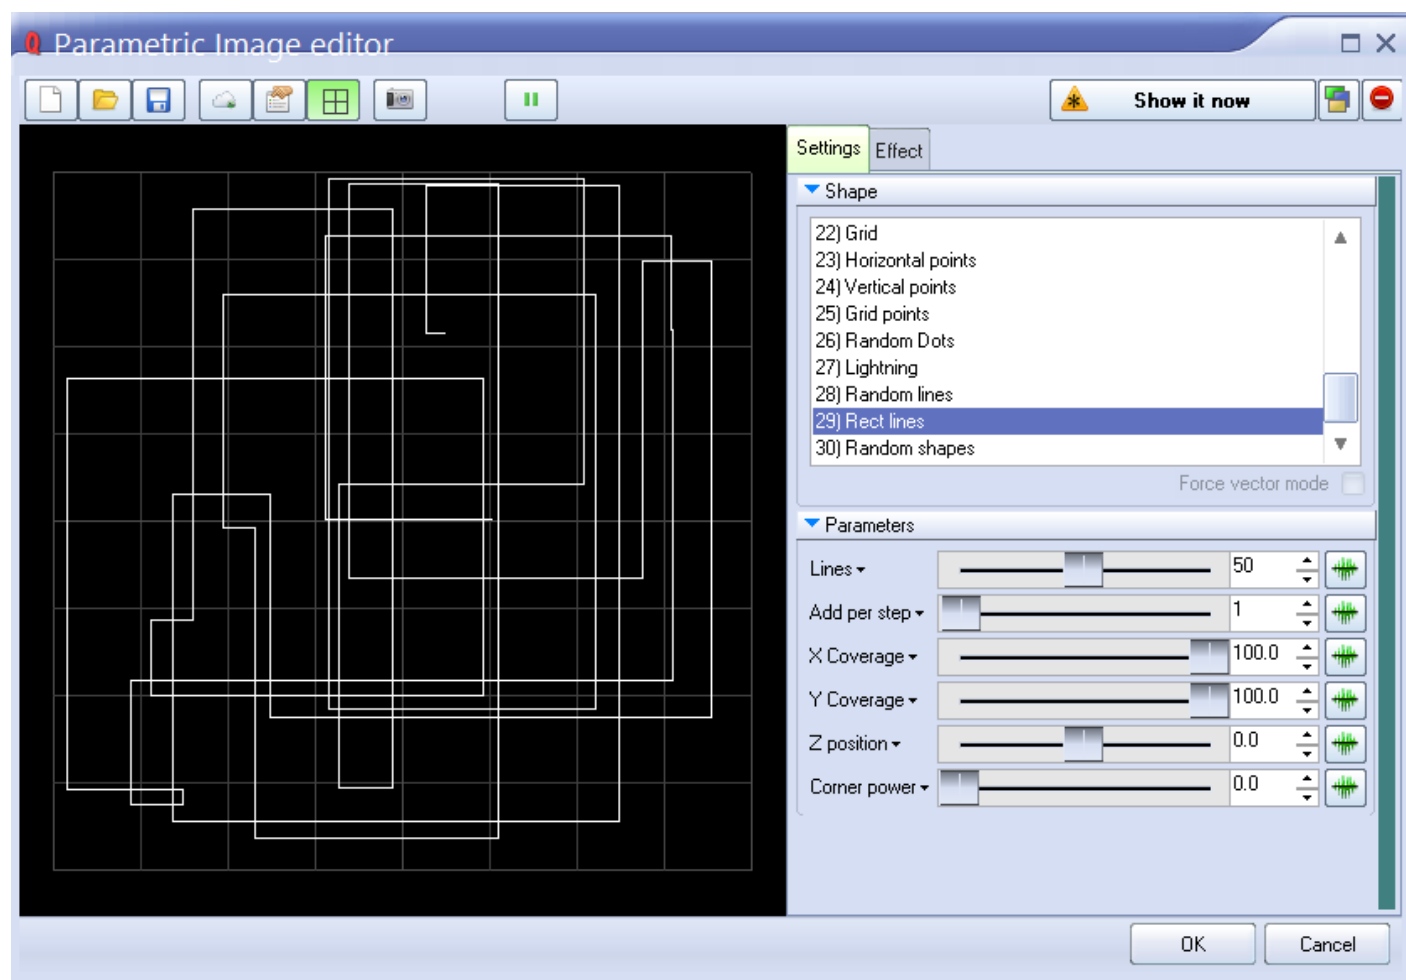 Parametric Image editor
Show it now
Settings
Effect
Shape
22) Grid
23) Horizontal points
24) Vertical points
25) Grid points
26) Random Dots
27) Lightning
28) Random lines
29) Rect lines
30) Random shapes
Force vector mode
Parameters
Lines 50
Add per step 1
X Coverage 100.0
Y Coverage 100.0
Z position 0.0
Corner power 0.0
OK
Cancel